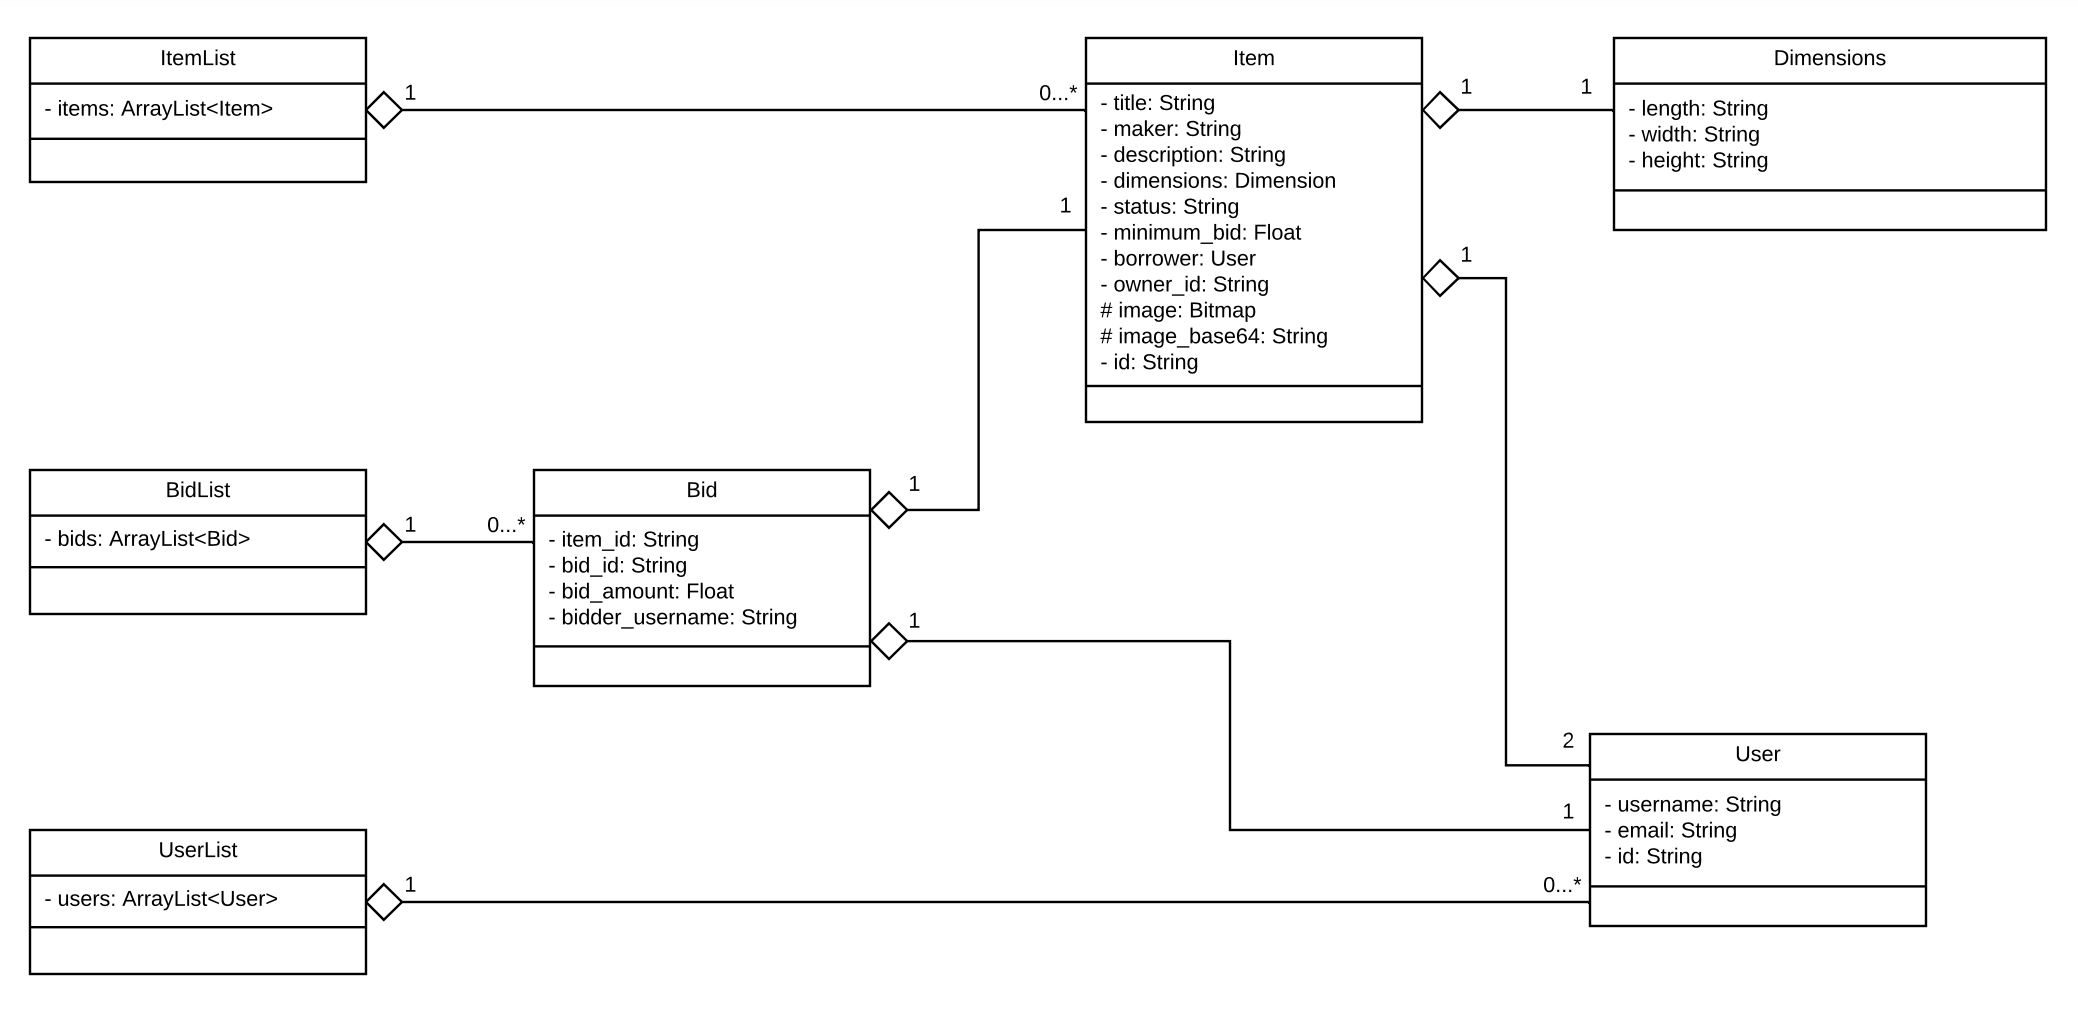 ItemList
- items: ArrayList<Item>
1
0...*
Item
- title: String
- maker: String
- description: String
- dimensions: Dimension
- status: String
- minimum_bid: Float
- borrower: User
- owner_id: String
# image: Bitmap
# image_base64: String
- id: String
1
1
Dimensions
- length: String
- width: String
- height: String
1
1
BidList
- bids: ArrayList<Bid>
1
0...*
Bid
- item_id: String
- bid_id: String
- bid_amount: Float
- bidder_username: String
1
1
2
1
User
- username: String
- email: String
- id: String
UserList
- users: ArrayList<User>
1
0...*